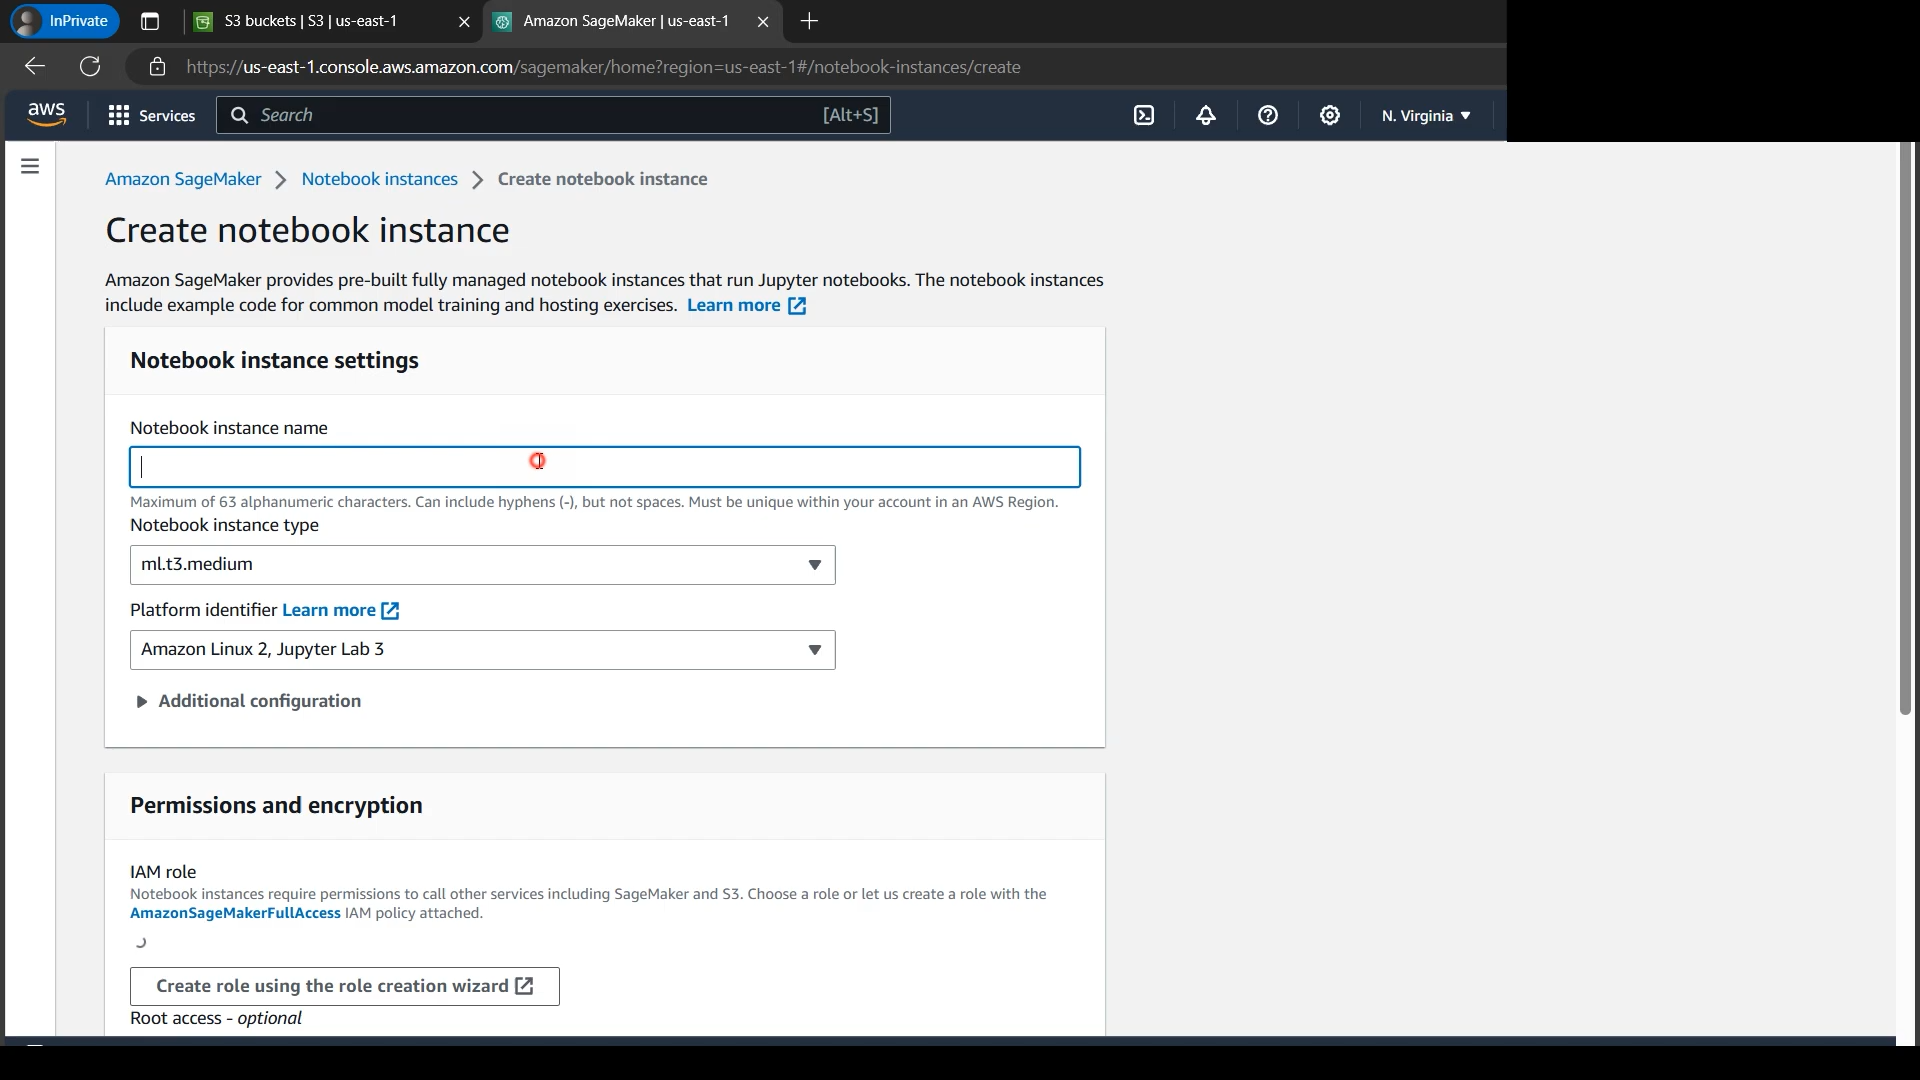 InPrivate
S3 buckets | S3 | us-east-1
Amazon SageMaker | us-east-1
https://us-east-1.console.aws.amazon.com/sagemaker/home?region=us-east-1#/notebook-instances/create
aws
Services
Search
[Alt+S]
N. Virginia
Amazon SageMaker
Notebook instances
Create notebook instance
Create notebook instance
Amazon SageMaker provides pre-built fully managed notebook instances that run Jupyter notebooks. The notebook instances
include example code for common model training and hosting exercises. Learn more
Notebook instance settings
Notebook instance name
Maximum of 63 alphanumeric characters. Can include hyphens (-), but not spaces. Must be unique within your account in an AWS Region.
Notebook instance type
ml.t3.medium
Platform identifier Learn more
Amazon Linux 2, Jupyter Lab 3
Additional configuration
Permissions and encryption
IAM role
Notebook instances require permissions to call other services including SageMaker and S3. Choose a role or let us create a role with the
AmazonSageMakerFullAccess IAM policy attached.
Create role using the role creation wizard
Root access - optional